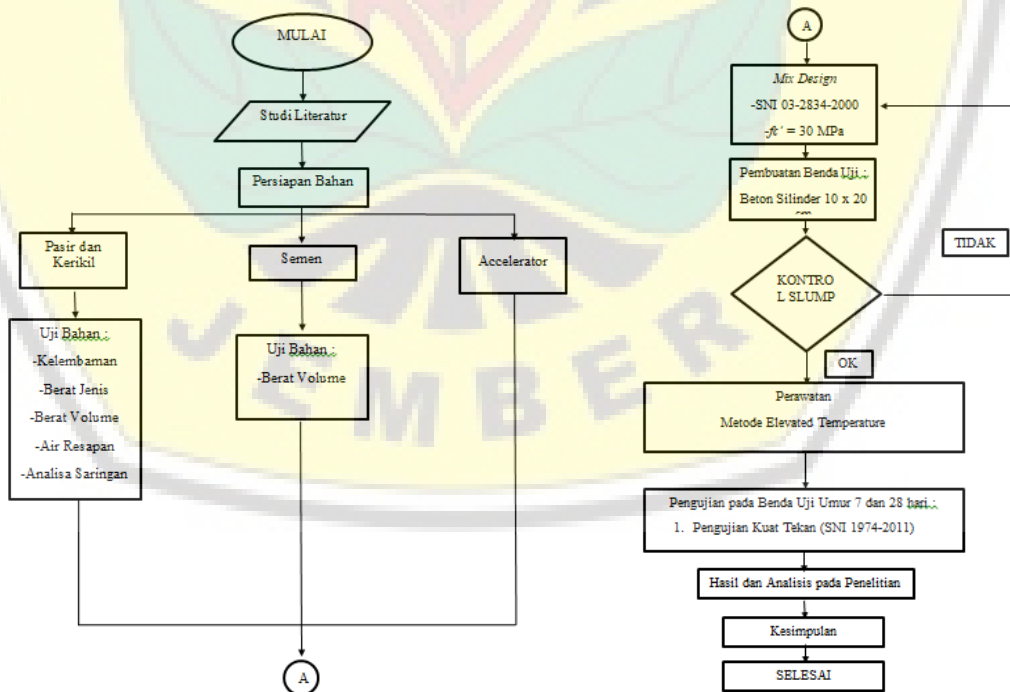 MULAI
Studi Literatur
Persiapan Bahan
Pasir dan
Kerikil
Semen
Accelerator
Uji Bahan :
-Kelembaman
-Berat Jenis
-Berat Volume
-Air Resapan
-Analisa Saringan
Uji Bahan :
-Berat Volume
A
A
Mix Design
-SNI 03-2834-2000
-fc' = 30 MPa
Pembuatan Benda Uji :
Beton Silinder 10 x 20
KONTRO
L SLUMP
TIDAK
OK
Perawatan
Metode Elevated Temperature
Pengujian pada Benda Uji Umur 7 dan 28 hari :
1. Pengujian Kuat Tekan (SNI 1974-2011)
Hasil dan Analisis pada Penelitian
Kesimpulan
SELESAI
JEMBER